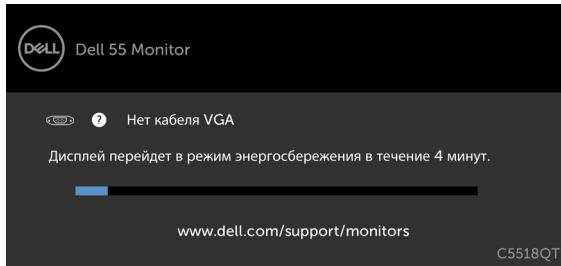 DELL
Dell 55 Monitor
? Нет кабеля VGA
Дисплей перейдет в режим энергосбережения в течение 4 минут.
www.dell.com/support/monitors
C5518QT